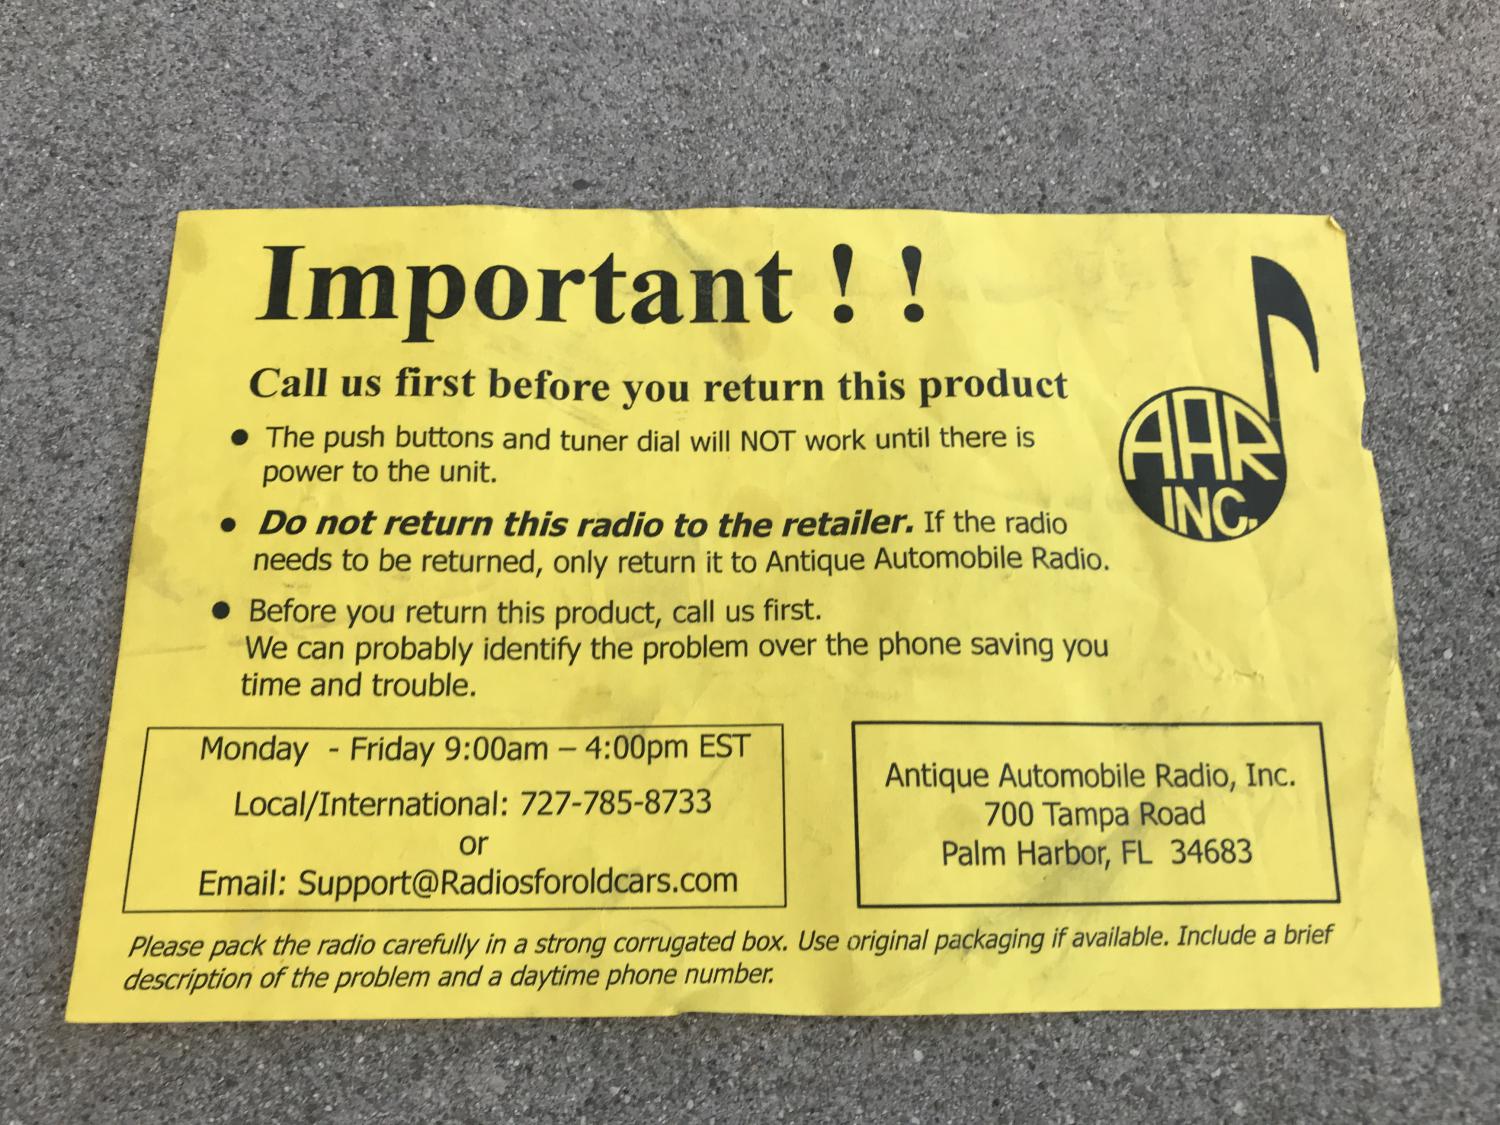 Important ! !
Call us first before you return this product
● The push buttons and tuner dial will NOT work until there is
power to the unit.
● Do not return this radio to the retailer. If the radio
needs to be returned, only return it to Antique Automobile Radio.
● Before you return this product, call us first.
We can probably identify the problem over the phone saving you
time and trouble.
AAR
INC.
Monday - Friday 9:00am – 4:00pm EST
Local/International: 727-785-8733
or
Email: Support@Radiosforoldcars.com
Antique Automobile Radio, Inc.
700 Tampa Road
Palm Harbor, FL 34683
Please pack the radio carefully in a strong corrugated box. Use original packaging if available. Include a brief
description of the problem and a daytime phone number.